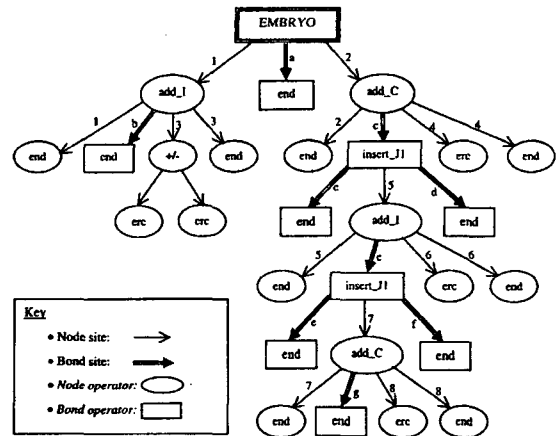 EMBRYO
1 a 2
add_I end add_C
1 b 3 3 2 c 4 4
end end +/- end end insert_J1 erc end
c 5 d
erc erc end add_I end
5 e 6 6
end insert_J1 erc end
e 7 f
end add_C end
7 g 8 8
end end erc end
Key
• Node site:
• Bond site:
• Node operator:
• Bond operator: